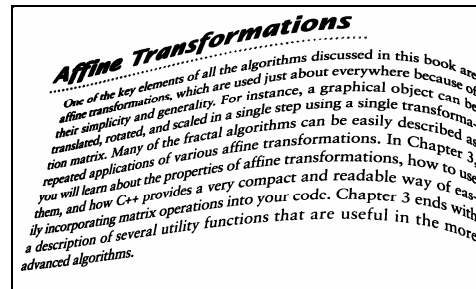 Affine Transformations
One of the key elements of all the algorithms discussed in this book are
affine transformations, which are used just about everywhere because of
their simplicity and generality. For instance, a graphical object can be
translated, rotated, and scaled in a single step using a single transforma-
tion matrix. Many of the fractal algorithms can be easily described as
repeated applications of various affine transformations. In Chapter 3,
you will learn about the properties of affine transformations, how to use
them, and how C++ provides a very compact and readable way of eas-
ily incorporating matrix operations into your code. Chapter 3 ends with
a description of several utility functions that are useful in the more
advanced algorithms.